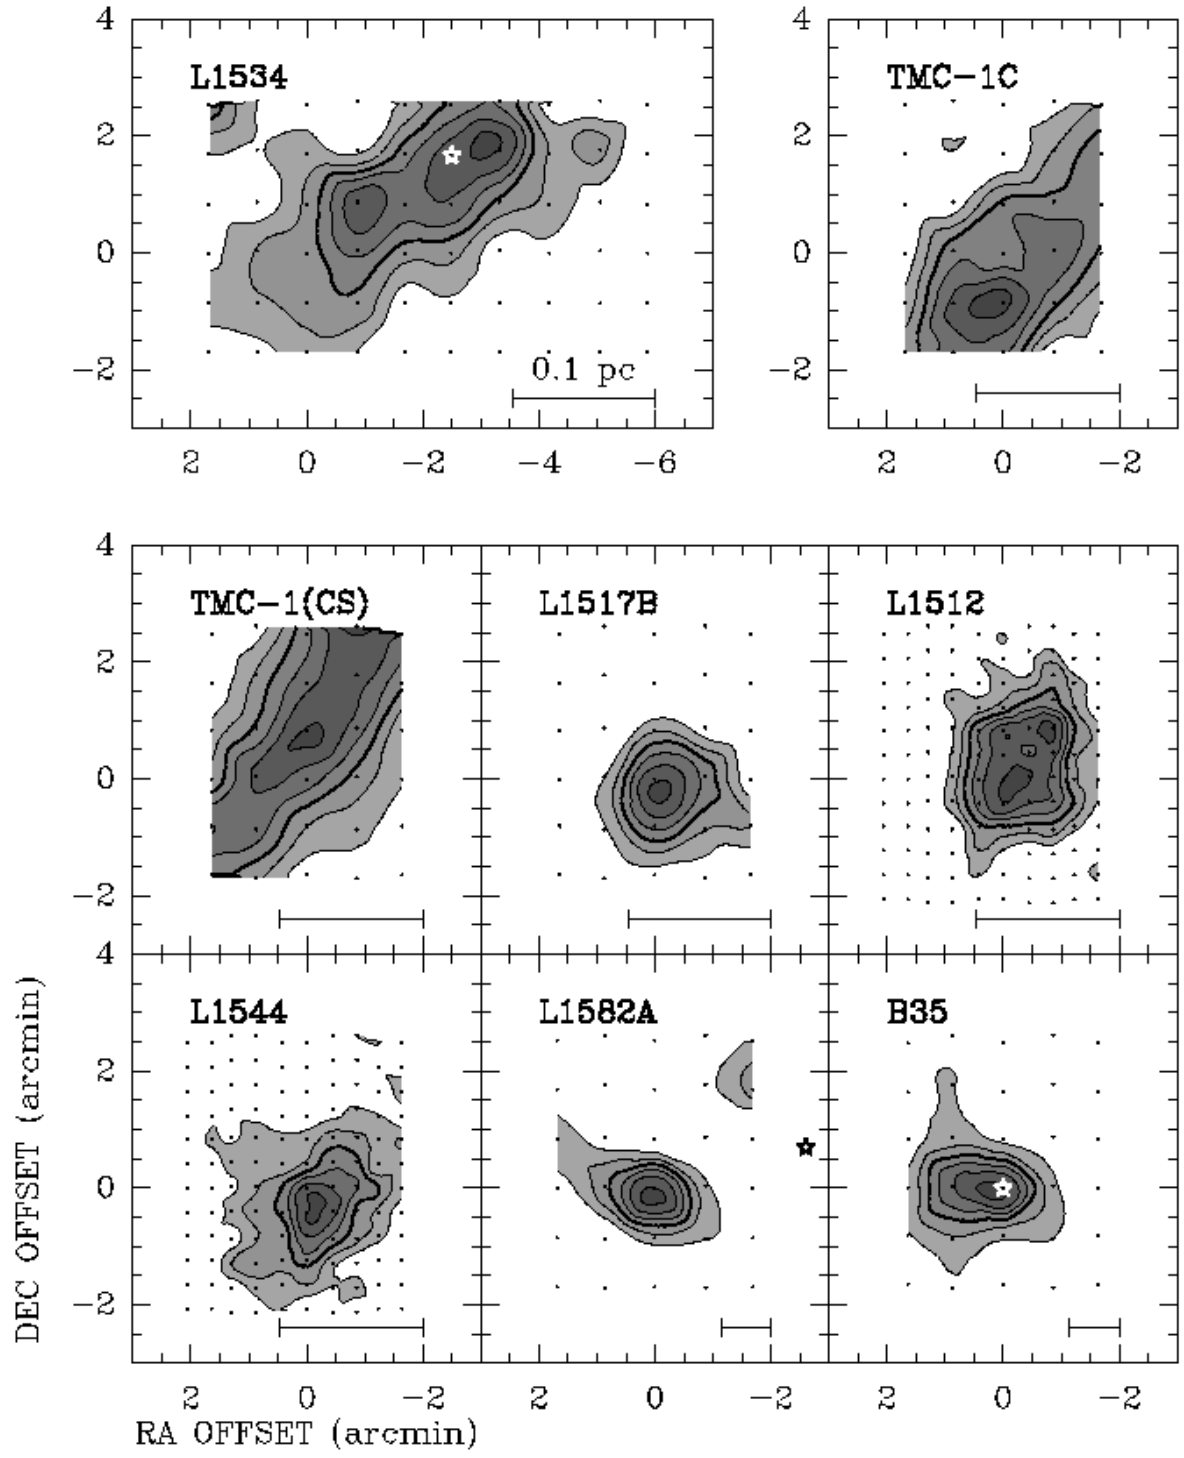 4
L1534
2
0
−2
0.1 pc
2 0 −2 −4 −6
4
TMC−1C
2
0
−2
2 0 −2
4
TMC−1(CS)
2
0
−2
L1517B
L1512
4
L1544
2
0
−2
L1582A
B35
2 0 −2 2 0 −2 2 0 −2
DEC OFFSET (arcmin)
RA OFFSET (arcmin)